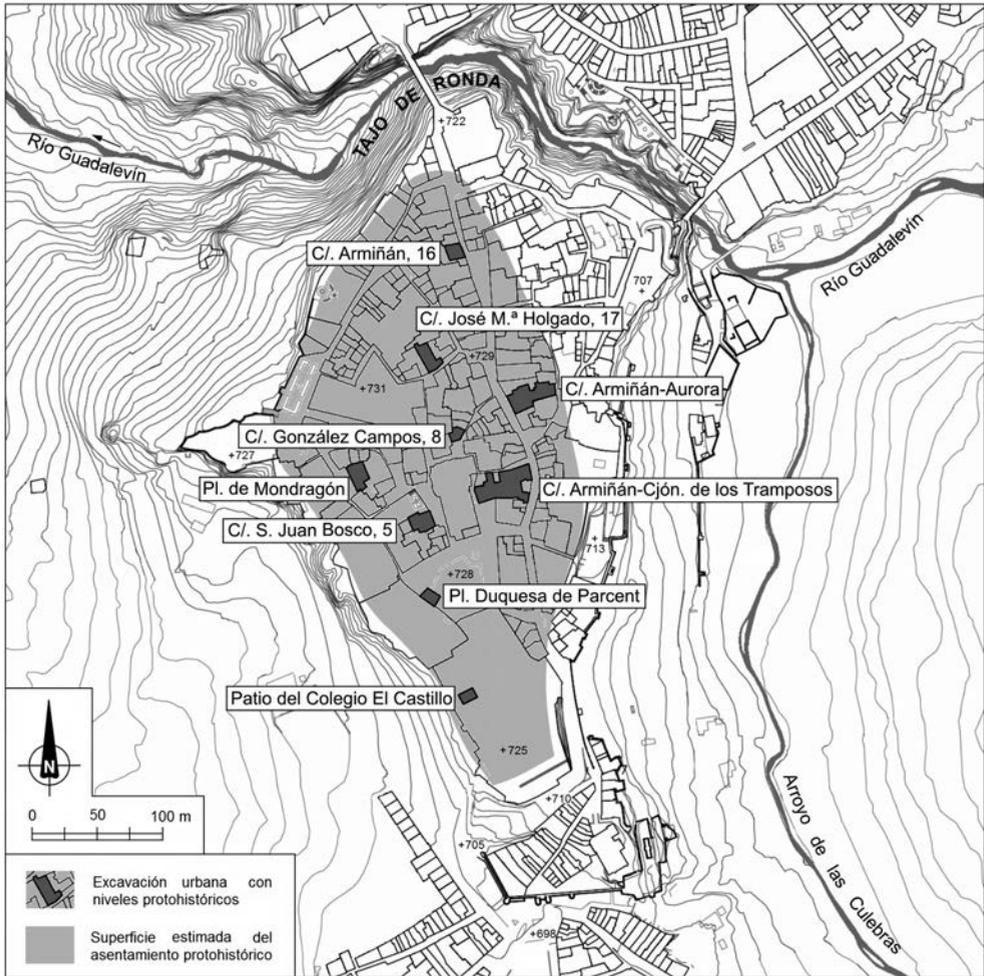 TAJO DE RONDA
+722
Río Guadalevín
C/. Armiñán, 16
Río Guadalevín
707
+
C/. José M.ª Holgado, 17
+729
+731
C/. Armiñán-Aurora
C/. González Campos, 8
+727
Pl. de Mondragón
C/. Armiñán-Cjón. de los Tramposos
C/. S. Juan Bosco, 5
+
713
+728
Pl. Duquesa de Parcent
Patio del Colegio El Castillo
+725
N
+710
0 50 100 m
+705
Arroyo de las Culebras
Excavación urbana con
niveles protohistóricos
+698
Superficie estimada del
asentamiento protohistórico